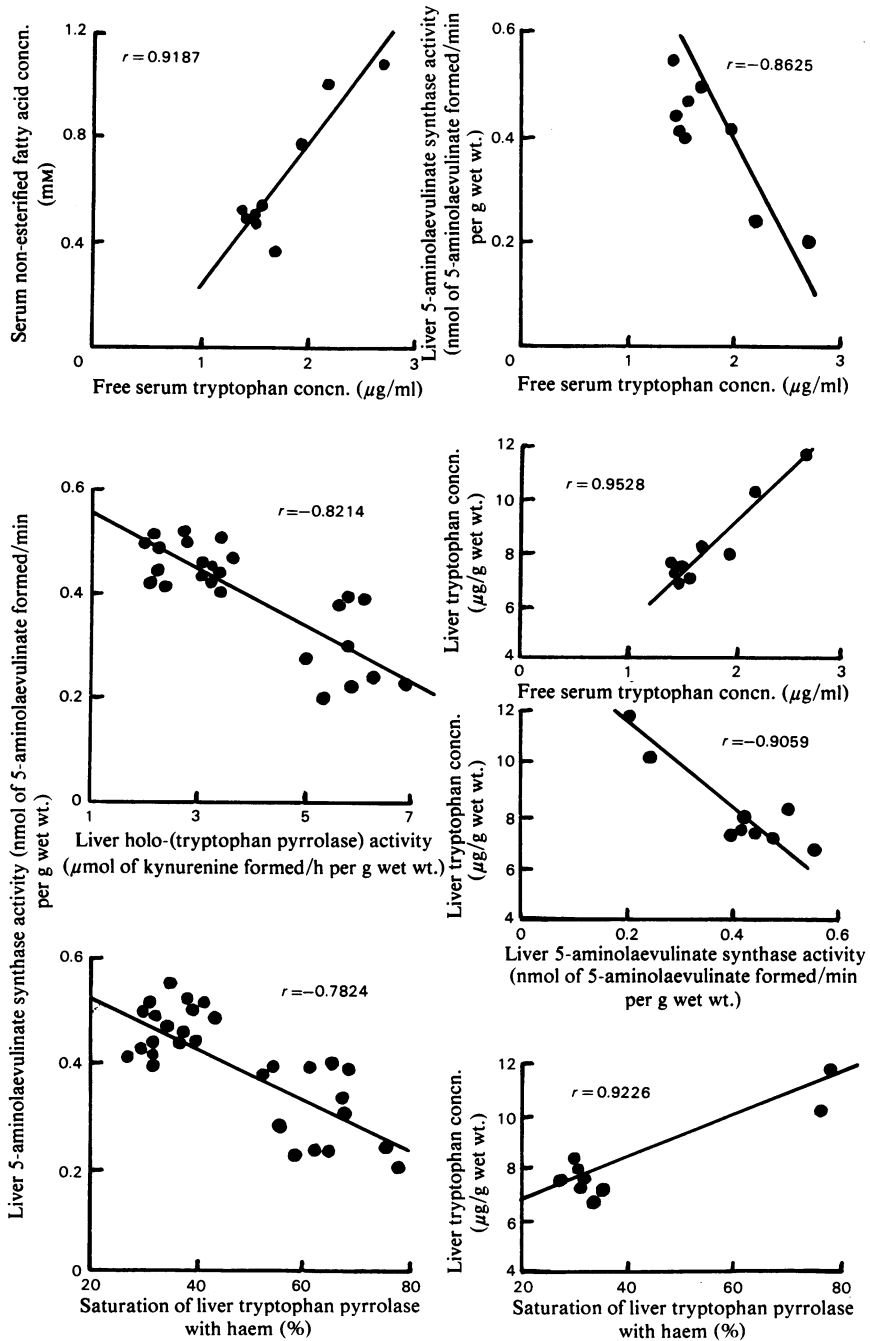 Serum non-esterified fatty acid concn.
(mM)
1.2
0.8
0.4
0
1
2
3
r=0.9187
Free serum tryptophan concn. (μg/ml)
Liver 5-aminolaevulinate synthase activity
(nmol of 5-aminolaevulinate formed/min
per g wet wt.)
0.6
0.4
0.2
0
1
2
3
r=−0.8625
Free serum tryptophan concn. (μg/ml)
Liver 5-aminolaevulinate synthase activity (nmol of 5-aminolaevulinate formed/min
per g wet wt.)
0.6
0.4
0.2
0
1
3
5
7
r=−0.8214
Liver holo-(tryptophan pyrrolase) activity
(μmol of kynurenine formed/h per g wet wt.)
Liver tryptophan concn.
(μg/g wet wt.)
12
10
8
6
4
0
1
2
3
r=0.9528
Free serum tryptophan concn. (μg/ml)
Liver tryptophan concn.
(μg/g wet wt.)
12
10
8
6
4
0
0.2
0.4
0.6
r=−0.9059
Liver 5-aminolaevulinate synthase activity
(nmol of 5-aminolaevulinate formed/min
per g wet wt.)
0.6
0.4
0.2
0
20
40
60
80
r=−0.7824
Saturation of liver tryptophan pyrrolase
with haem (%)
Liver tryptophan concn.
(μg/g wet wt.)
12
10
8
6
4
20
40
60
80
r=0.9226
Saturation of liver tryptophan pyrrolase
with haem (%)